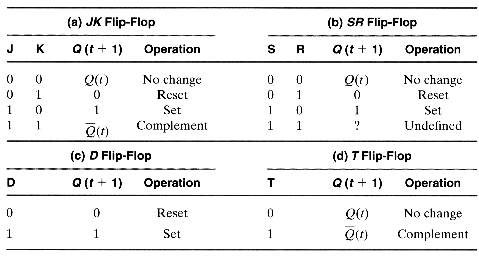 (a) JK Flip-Flop
J K Q(t + 1) Operation
0 0 Q(t) No change
0 1 0 Reset
1 0 1 Set
1 1 Q̅(t) Complement
(b) SR Flip-Flop
S R Q(t + 1) Operation
0 0 Q(t) No change
0 1 0 Reset
1 0 1 Set
1 1 ? Undefined
(c) D Flip-Flop
D Q(t + 1) Operation
0 0 Reset
1 1 Set
(d) T Flip-Flop
T Q(t + 1) Operation
0 Q(t) No change
1 Q̅(t) Complement